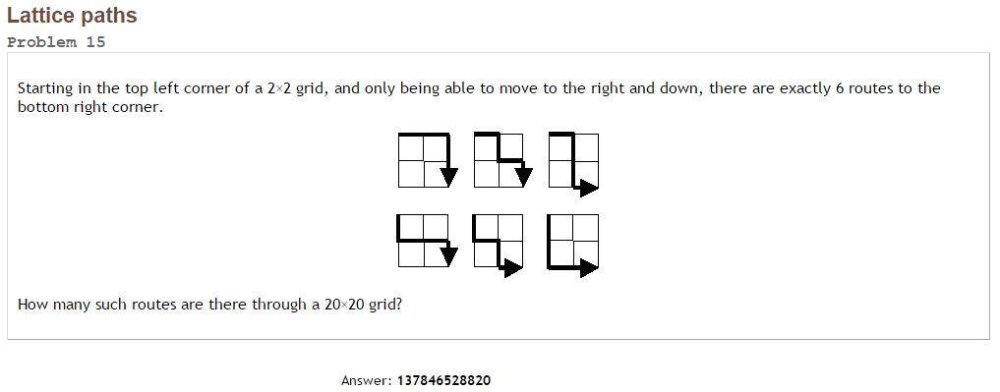 Lattice paths
Problem 15
Starting in the top left corner of a 2×2 grid, and only being able to move to the right and down, there are exactly 6 routes to the
bottom right corner.
How many such routes are there through a 20×20 grid?
Answer: 137846528820